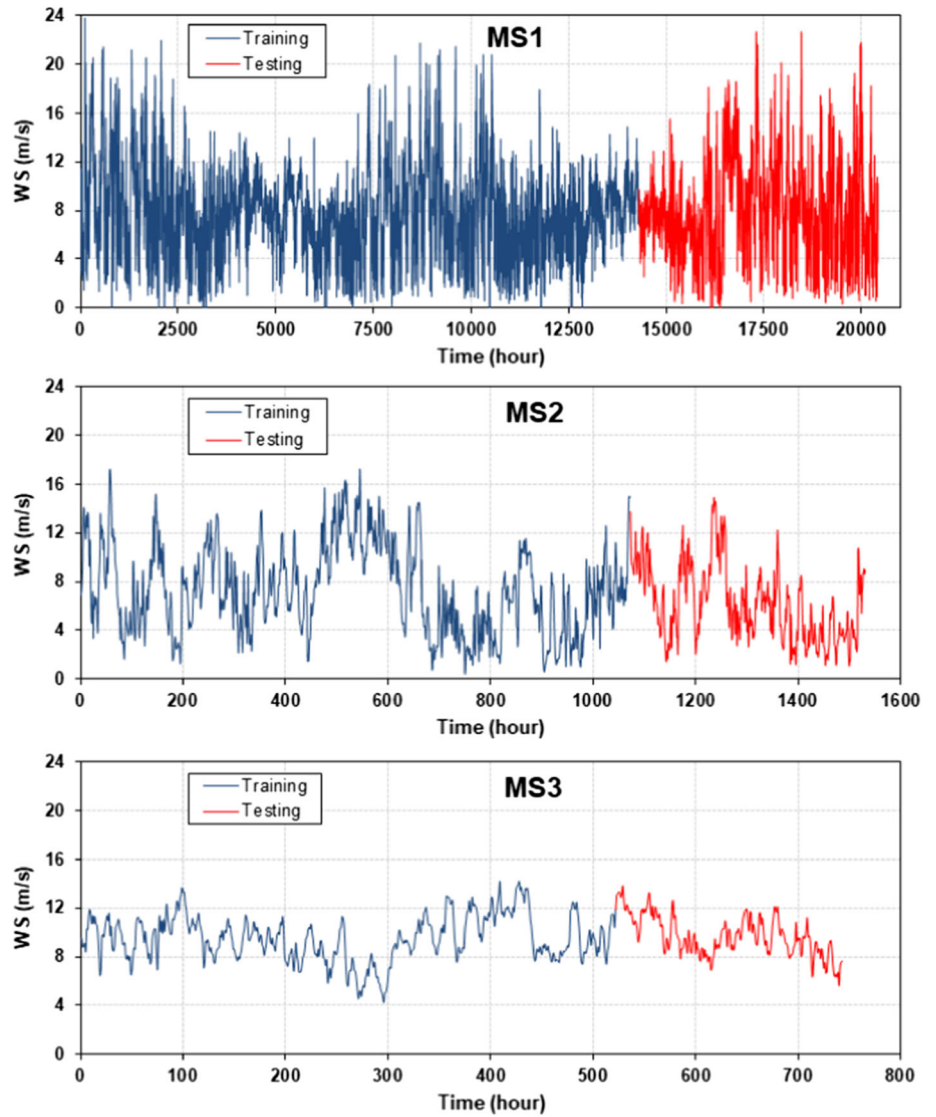 MS1
Training
Testing
WS (m/s)
24
20
16
12
8
4
0
0 2500 5000 7500 10000 12500 15000 17500 20000
Time (hour)
MS2
Training
Testing
WS (m/s)
24
20
16
12
8
4
0
0 200 400 600 800 1000 1200 1400 1600
Time (hour)
MS3
Training
Testing
WS (m/s)
24
20
16
12
8
4
0
0 100 200 300 400 500 600 700 800
Time (hour)